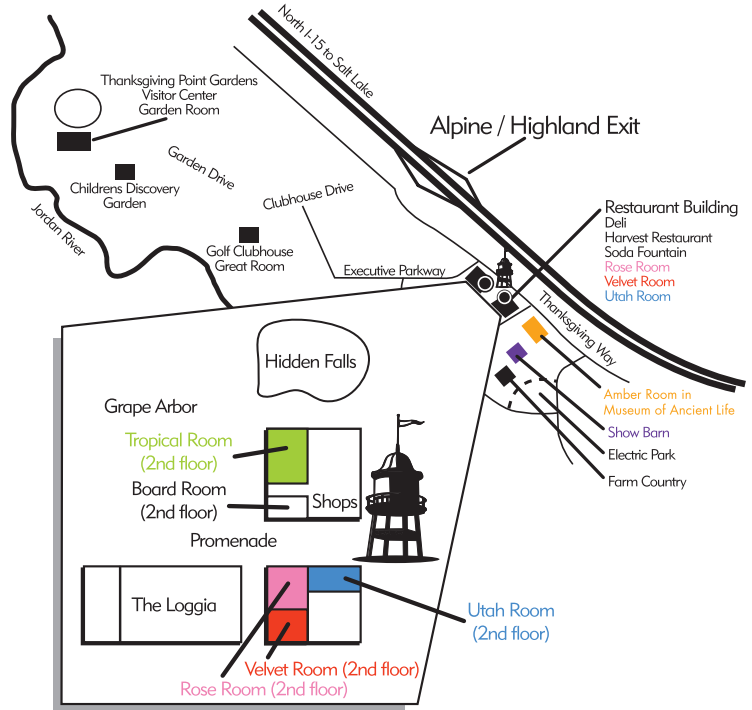 North I-15 to Salt Lake
Thanksgiving Point Gardens
Visitor Center
Garden Room
Alpine / Highland Exit
Garden Drive
Childrens Discovery
Garden
Clubhouse Drive
Jordan River
Restaurant Building
Deli
Harvest Restaurant
Soda Fountain
Rose Room
Velvet Room
Utah Room
Golf Clubhouse
Great Room
Executive Parkway
Thanksgiving Way
Hidden Falls
Amber Room in
Museum of Ancient Life
Show Barn
Electric Park
Farm Country
Grape Arbor
Tropical Room
(2nd floor)
Board Room
(2nd floor)
Shops
Promenade
The Loggia
Utah Room
(2nd floor)
Velvet Room (2nd floor)
Rose Room (2nd floor)